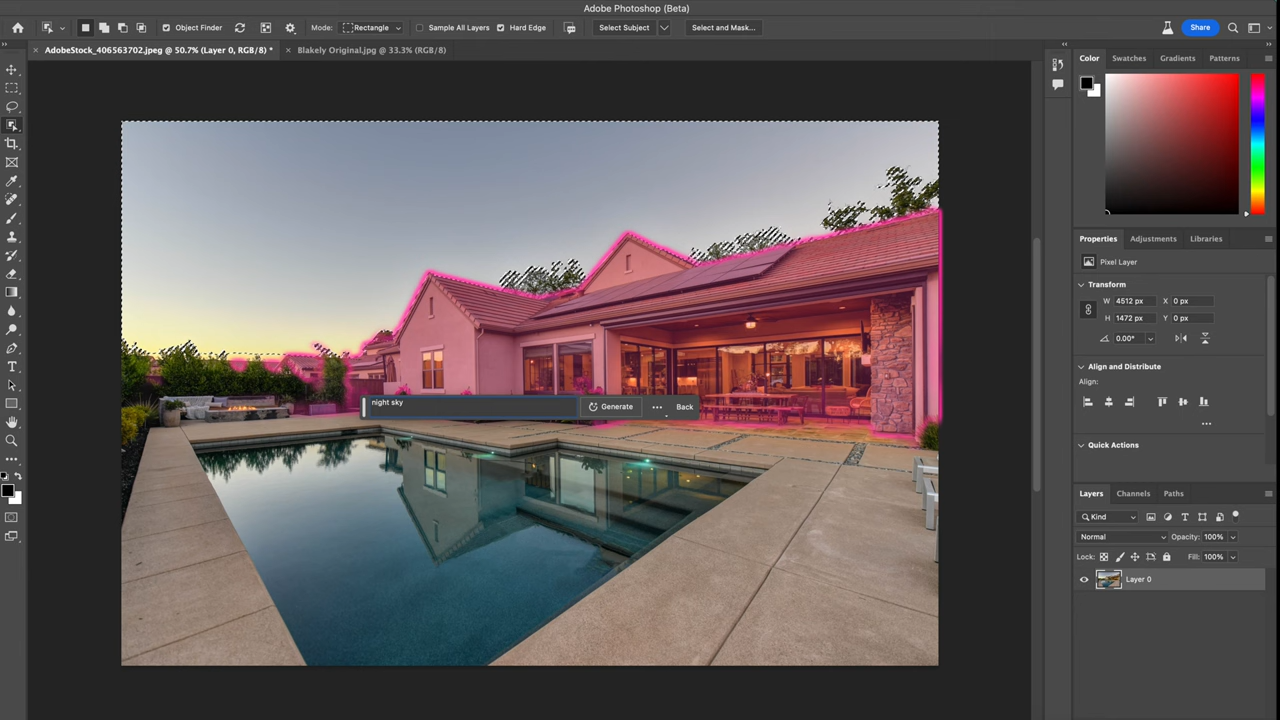 Adobe Photoshop (Beta)
Object Finder
Mode:
Rectangle
Sample All Layers
Hard Edge
Select Subject
Select and Mask...
Share
AdobeStock_406563702.jpeg @ 50.7% (Layer 0, RGB/8) *
Blakely Original.jpg @ 33.3% (RGB/8)
Color
Swatches
Gradients
Patterns
Properties
Adjustments
Libraries
Pixel Layer
Transform
W 4512 px
X 0 px
H 1472 px
Y 0 px
0.00°
Align and Distribute
Align:
Quick Actions
night sky
Generate
Back
Layers
Channels
Paths
Kind
Normal
Opacity: 100%
Lock:
Fill: 100%
Layer 0